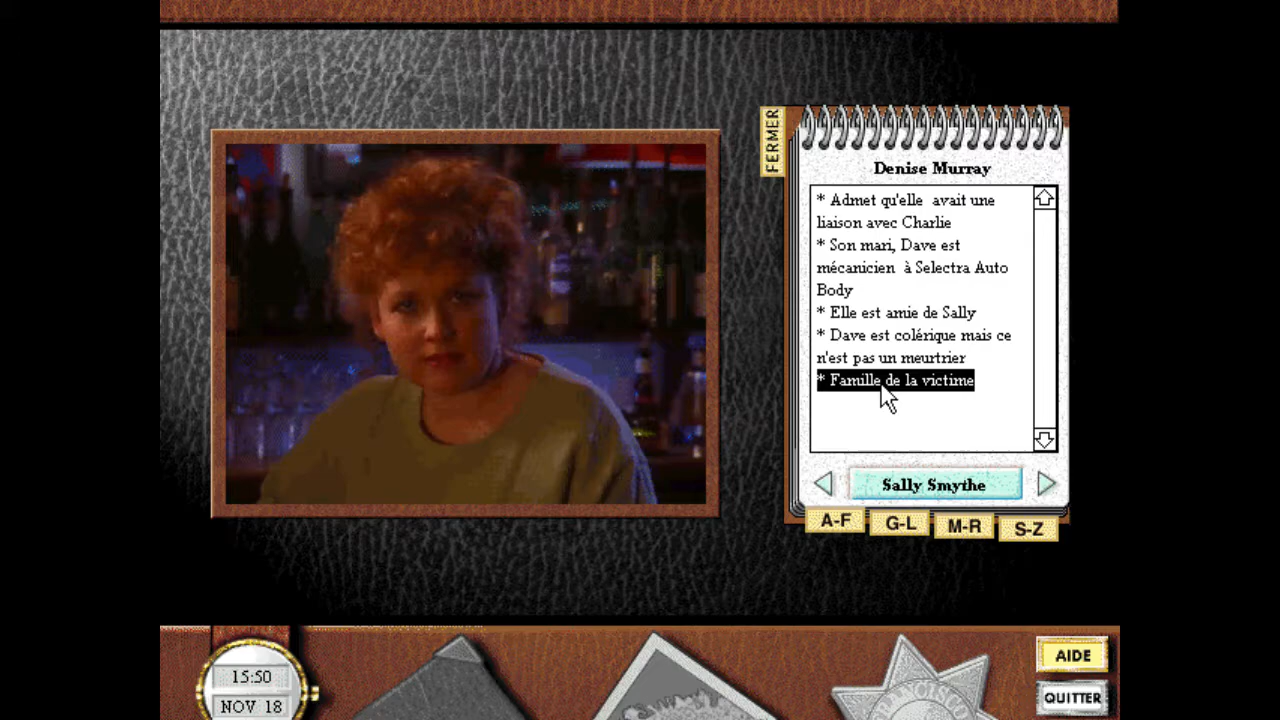 FERMER
Denise Murray
* Admet qu'elle avait une
liaison avec Charlie
* Son mari, Dave est
mécanicien à Selectra Auto
Body
* Elle est amie de Sally
* Dave est colérique mais ce
n'est pas un meurtrier
* Famille de la victime
Sally Smythe
A-F
G-L
M-R
S-Z
15:50
NOV 18
AIDE
QUITTER